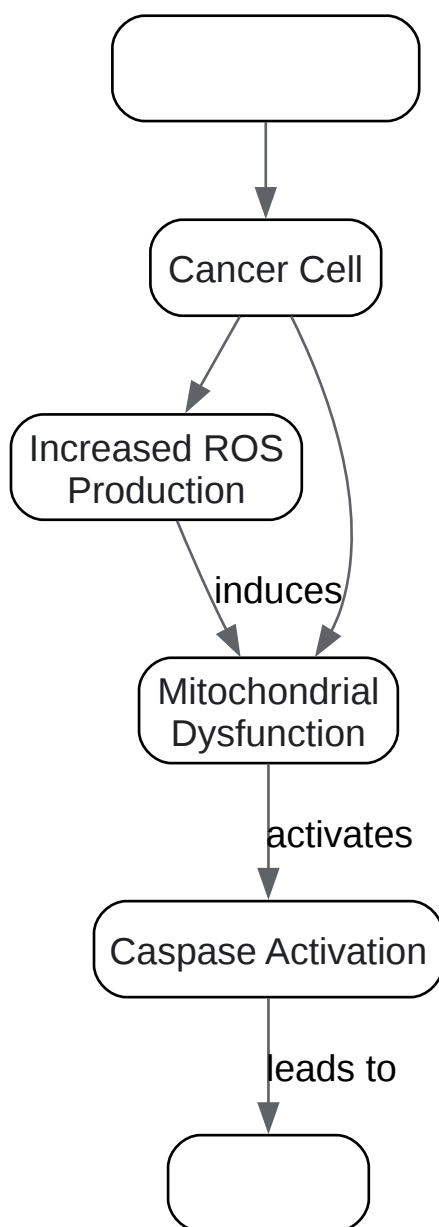 Cancer Cell
Increased ROS
Production
induces
Mitochondrial
Dysfunction
activates
Caspase Activation
leads to